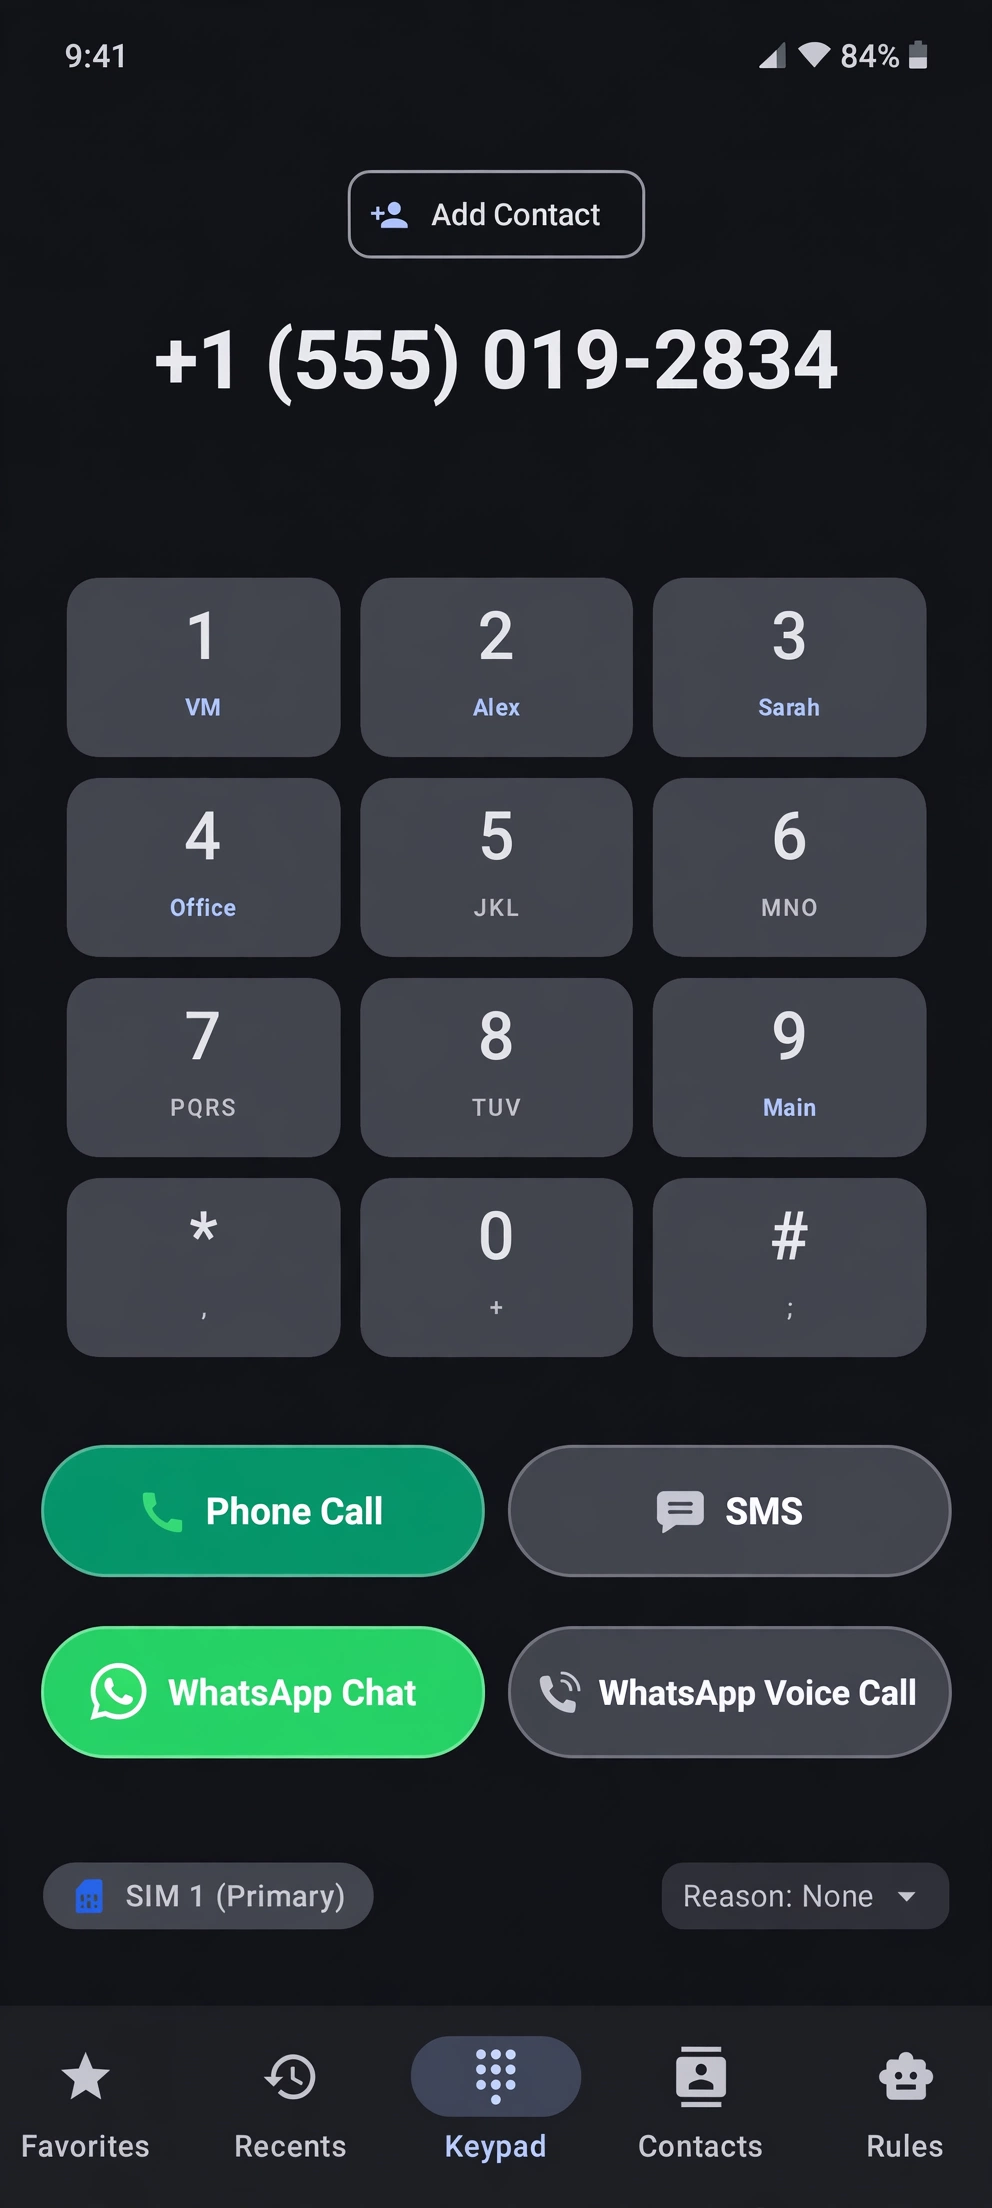 9:41 84%
Add Contact
+1 (555) 019-2834
1 2 3
VM Alex Sarah
4 5 6
Office JKL MNO
7 8 9
PQRS TUV Main
* 0 #
, + ;
Phone Call SMS
WhatsApp Chat WhatsApp Voice Call
SIM 1 (Primary) Reason: None
Favorites Recents Keypad Contacts Rules